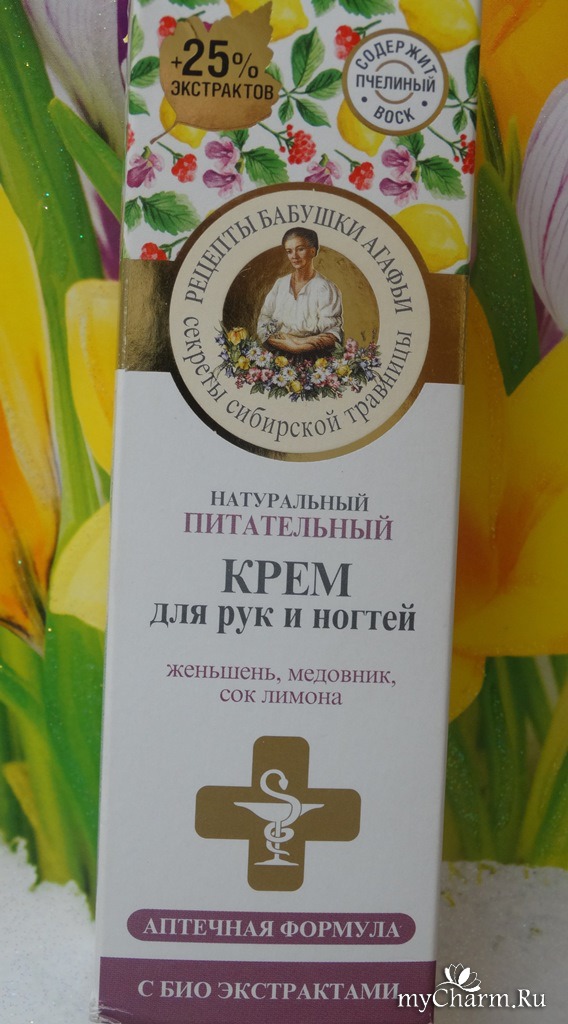 +25%
ЭКСТРАКТОВ
СОДЕРЖИТ:
ПЧЕЛИНЫЙ
ВОСК
РЕЦЕПТЫ БАБУШКИ АГАФЬИ
секреты сибирской травницы
НАТУРАЛЬНЫЙ
ПИТАТЕЛЬНЫЙ
КРЕМ
для рук и ногтей
женьшень, медовник,
сок лимона
АПТЕЧНАЯ ФОРМУЛА
С БИО ЭКСТРАКТАМИ
myCharm.Ru